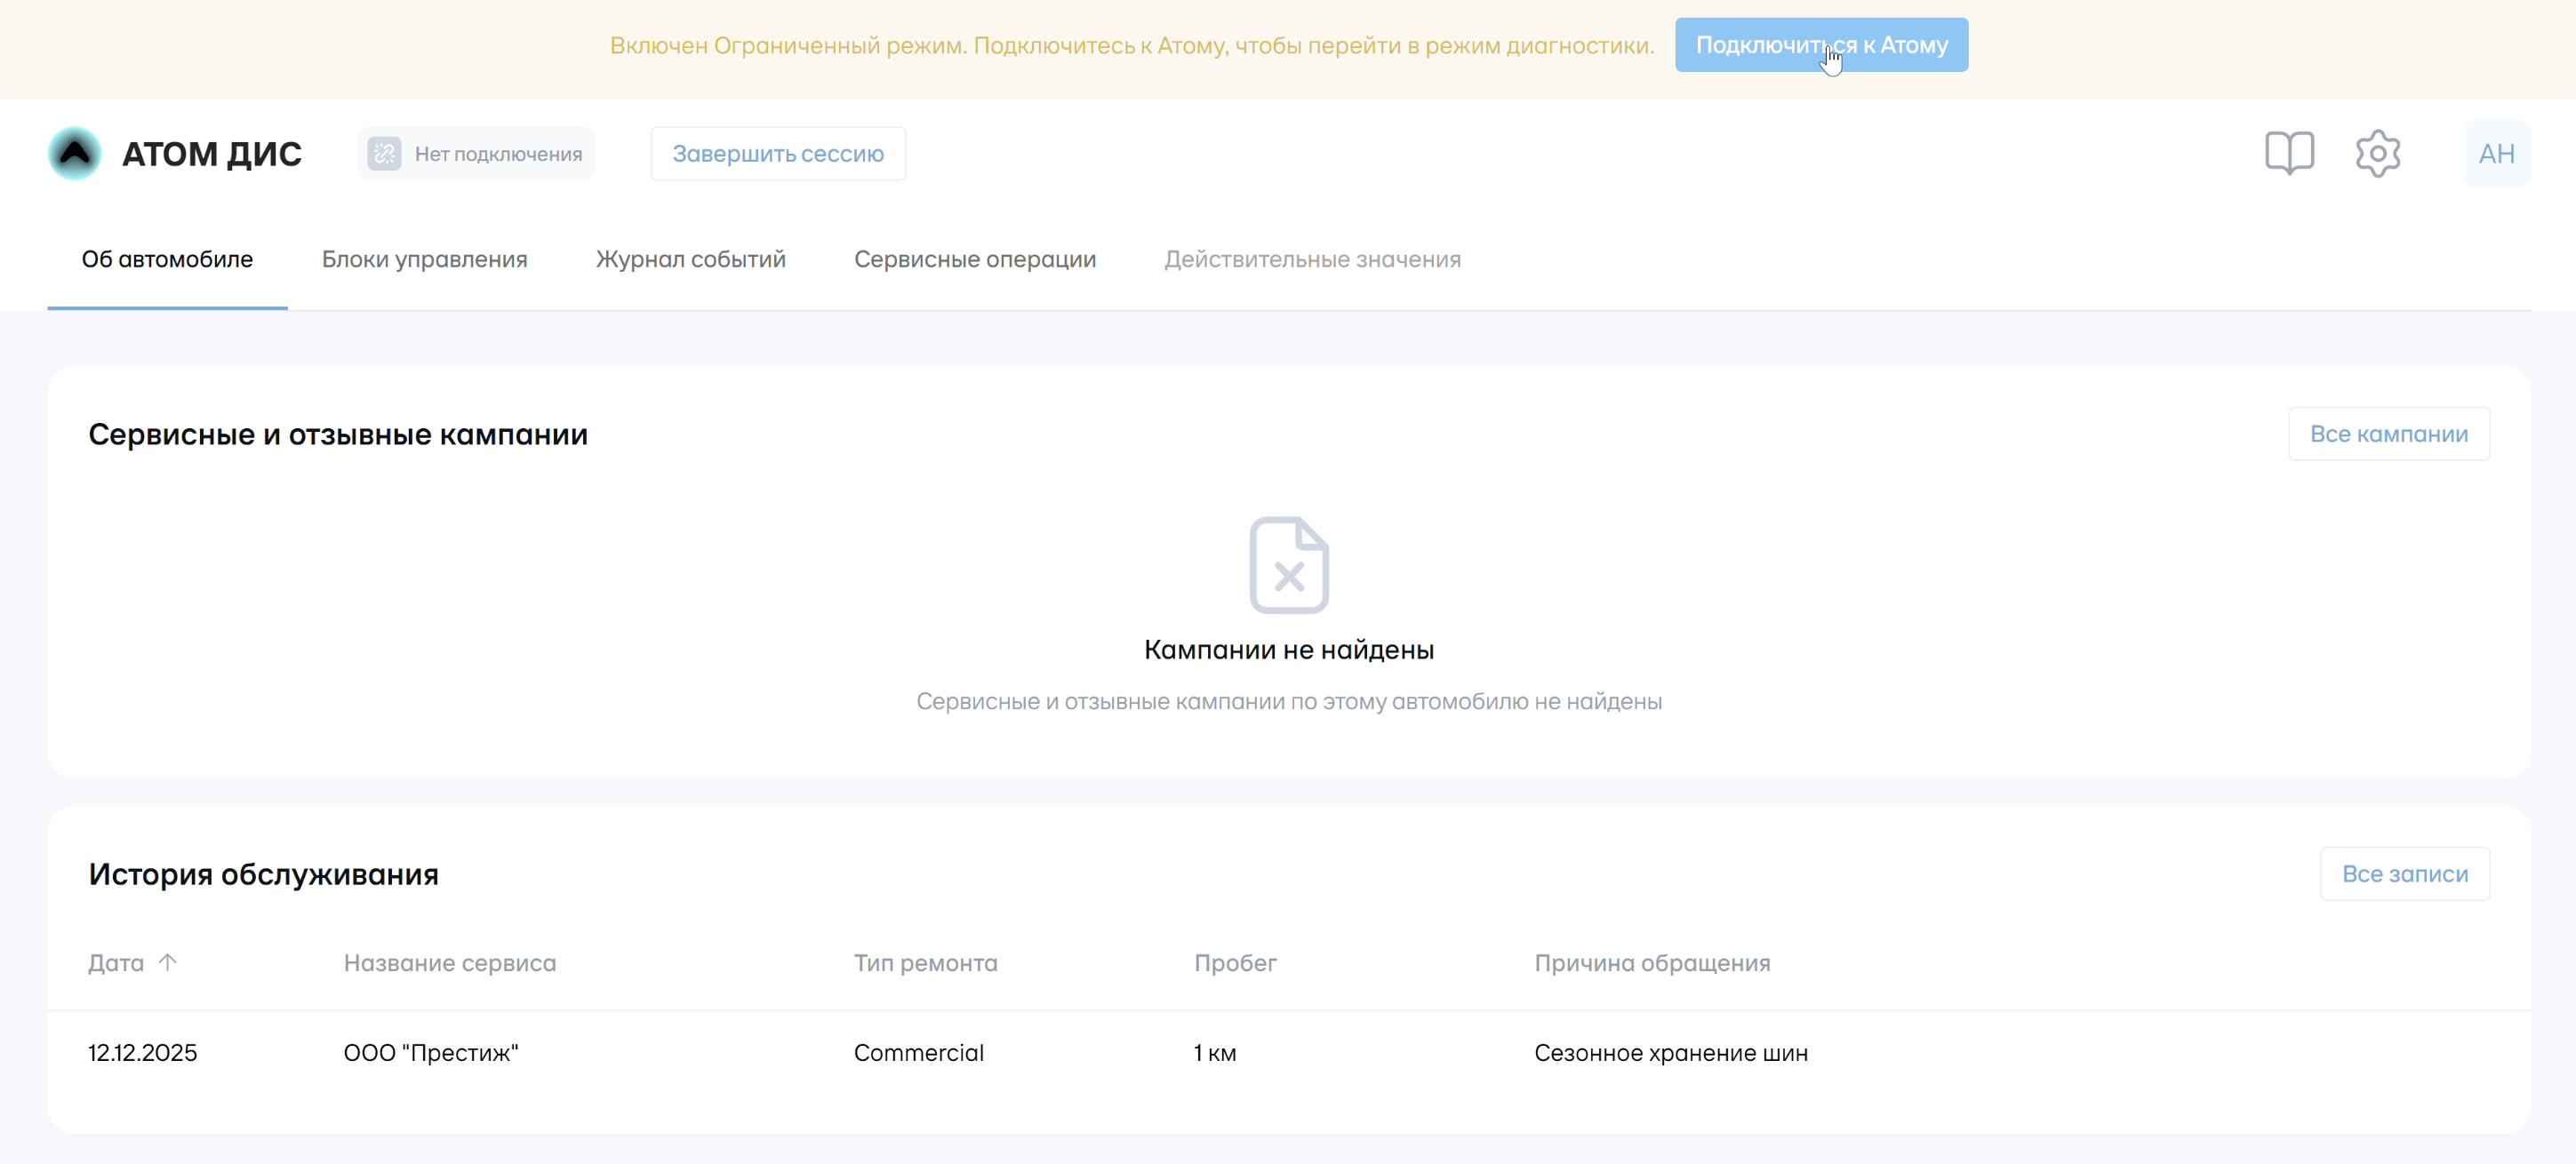 Включен Ограниченный режим. Подключитесь к Атому, чтобы перейти в режим диагностики. Подключиться к Атому
АТОМ ДИС Нет подключения Завершить сессию АН
Об автомобиле Блоки управления Журнал событий Сервисные операции Действительные значения
Сервисные и отзывные кампании Все кампании
Кампании не найдены
Сервисные и отзывные кампании по этому автомобилю не найдены
История обслуживания Все записи
Дата Название сервиса Тип ремонта Пробег Причина обращения
12.12.2025 ООО "Престиж" Commercial 1 км Сезонное хранение шин